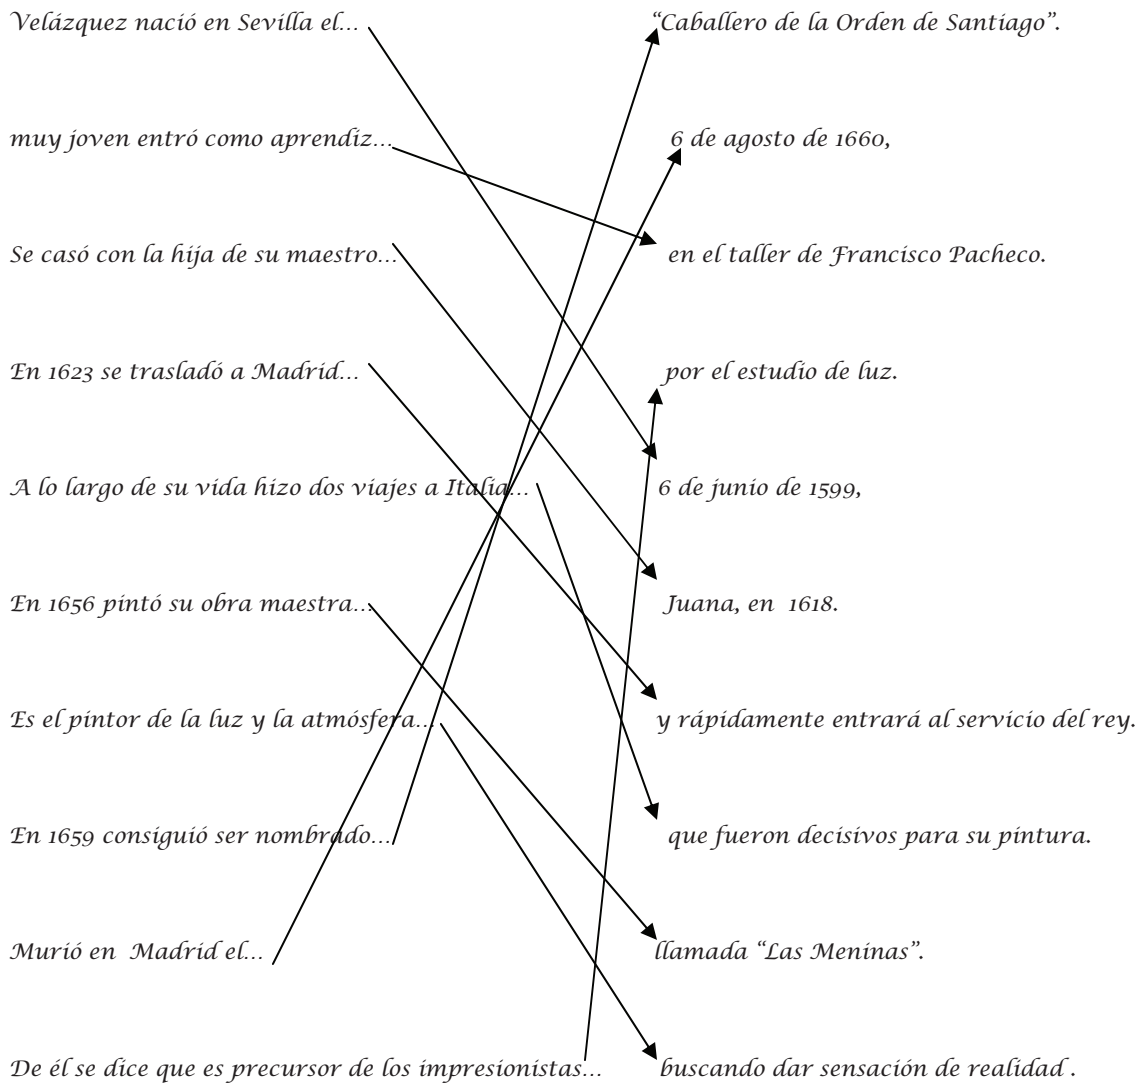 Velázquez nació en Sevilla el… “Caballero de la Orden de Santiago”.
muy joven entró como aprendiz… 6 de agosto de 1660,
Se casó con la hija de su maestro… en el taller de Francisco Pacheco.
En 1623 se trasladó a Madrid… por el estudio de luz.
A lo largo de su vida hizo dos viajes a Italia… 6 de junio de 1599,
En 1656 pintó su obra maestra… Juana, en 1618.
Es el pintor de la luz y la atmósfera… y rápidamente entrará al servicio del rey.
En 1659 consiguió ser nombrado… que fueron decisivos para su pintura.
Murió en Madrid el… llamada “Las Meninas”.
De él se dice que es precursor de los impresionistas… buscando dar sensación de realidad .